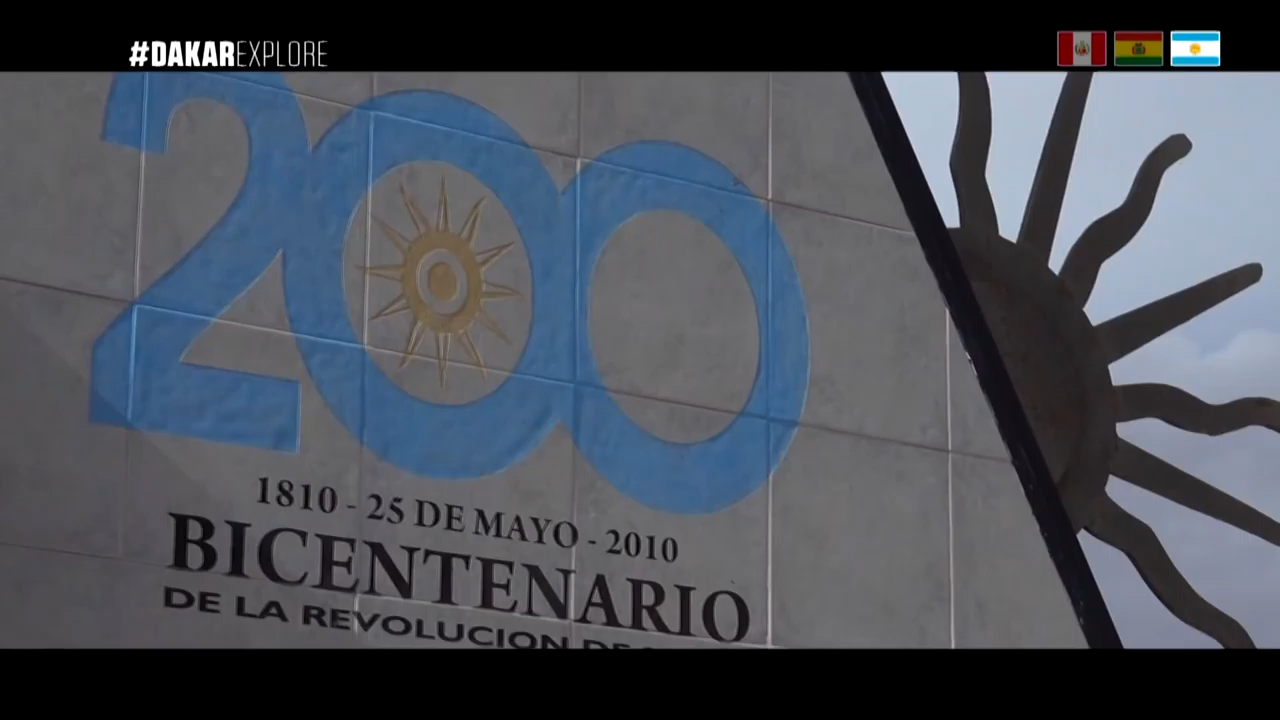 #DAKAREXPLORE
200
1810 - 25 DE MAYO - 2010
BICENTENARIO
DE LA REVOLUCION